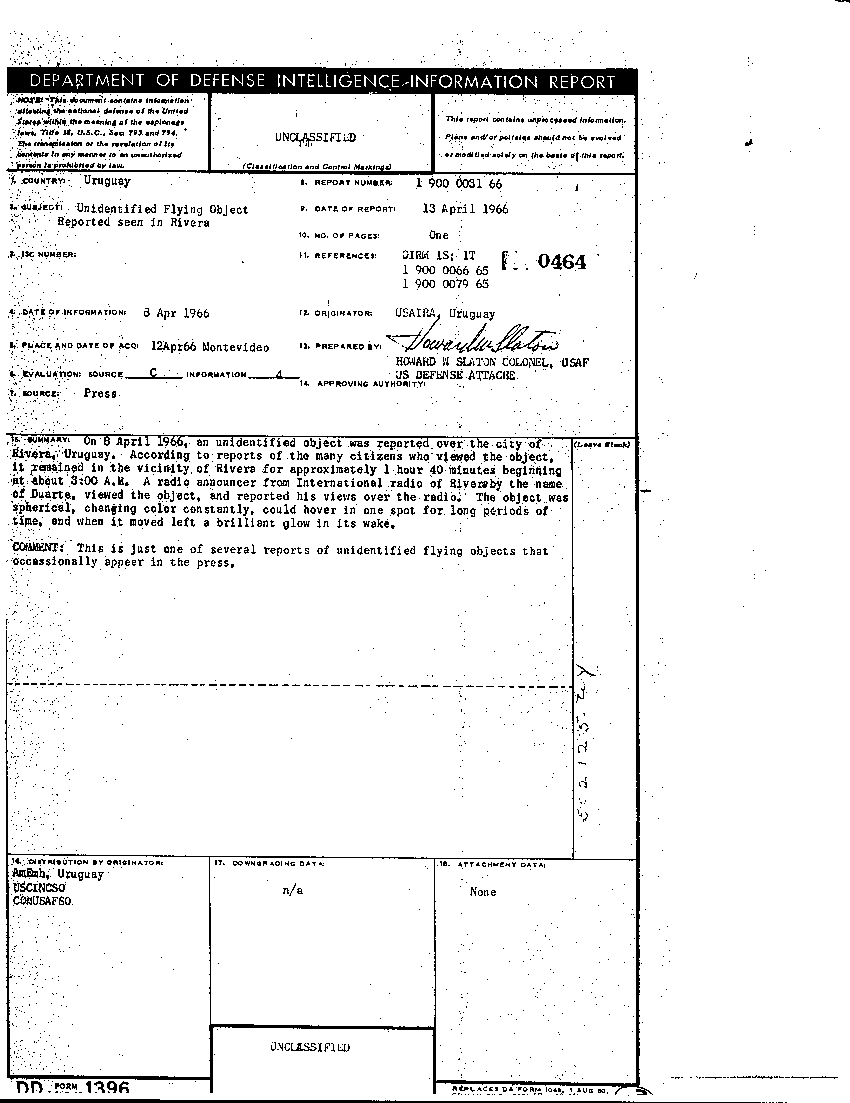 DEPARTMENT OF DEFENSE INTELLIGENCE INFORMATION REPORT
NOTE: This document contains information
affecting the national defense of the United
States within the meaning of the espionage
laws, Title 18, U.S.C., Sec 793 and 794.
The transmission or the revelation of its
contents in any manner to an unauthorized
person is prohibited by law.
UNCLASSIFIED
(Classification and Control Markings)
This report contains unprocessed information.
Plans and/or policies should not be evolved
or modified solely on the basis of this report.
1. COUNTRY: Uruguay
8. REPORT NUMBER: 1 900 0031 66
2. SUBJECT: Unidentified Flying Object
Reported seen in Rivera
9. DATE OF REPORT: 13 April 1966
10. NO. OF PAGES: One
3. ISC NUMBER:
11. REFERENCES: DIRM 1S; 1T
1 900 0066 65
1 900 0079 65
0464
4. DATE OF INFORMATION: 8 Apr 1966
12. ORIGINATOR: USAIRA, Uruguay
5. PLACE AND DATE OF ACQ: 12Apr66 Montevideo
13. PREPARED BY: Howard W Slaton
HOWARD W SLATON COLONEL, USAF
US DEFENSE ATTACHE
6. EVALUATION: SOURCE C INFORMATION 4
14. APPROVING AUTHORITY:
7. SOURCE: Press
15. SUMMARY: On 8 April 1966, an unidentified object was reported over the city of
Rivera, Uruguay. According to reports of the many citizens who viewed the object,
it remained in the vicinity of Rivera for approximately 1 hour 40 minutes beginning
at about 3:00 A.M. A radio announcer from International radio of Rivera by the name
of Duarte, viewed the object, and reported his views over the radio. The object was
spherical, changing color constantly, could hover in one spot for long periods of
time, and when it moved left a brilliant glow in its wake.
(Leave Blank)
COMMENT: This is just one of several reports of unidentified flying objects that
occassionally appear in the press.
16. DISTRIBUTION BY ORIGINATOR:
AmEmb, Uruguay
USCINCSO
COMUSAFSO
17. DOWNGRADING DATA:
n/a
18. ATTACHMENT DATA:
None
UNCLASSIFIED
DD FORM 1396
REPLACES DA FORM 1048, 1 AUG 60.